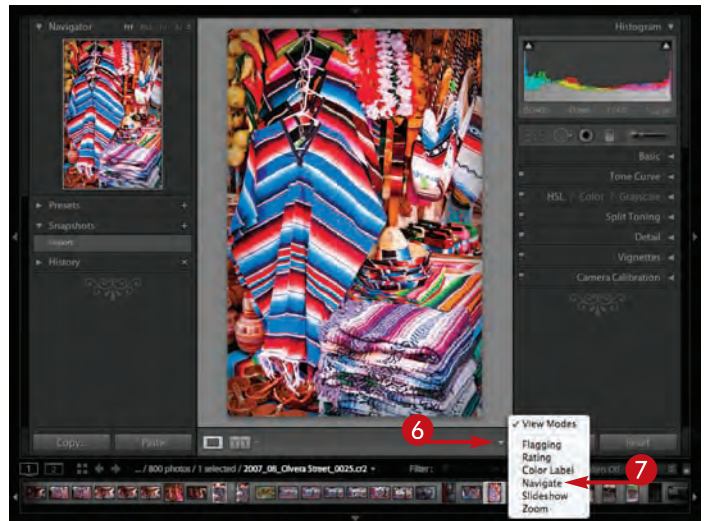 Navigator
Histogram
Basic
Tone Curve
HSL / Color / Grayscale
Presets
Split Toning
Snapshots
Detail
Import
Vignettes
History
Camera Calibration
6
✓ View Modes
Copy...
Paste
Reset
Flagging
Rating
1 2 .../ 800 photos / 1 selected / 2007_08_Olvera Street_0025.cr2
Filter:
Color Label
7
Navigate
Slideshow
Zoom